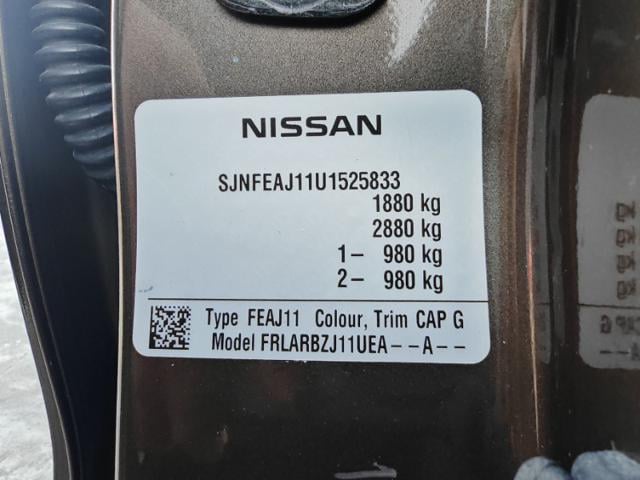 NISSAN
SJNFEAJ11U1525833
1880 kg
2880 kg
1– 980 kg
2– 980 kg
Type FEAJ11 Colour, Trim CAP G
Model FRLARBZJ11UEA--A--